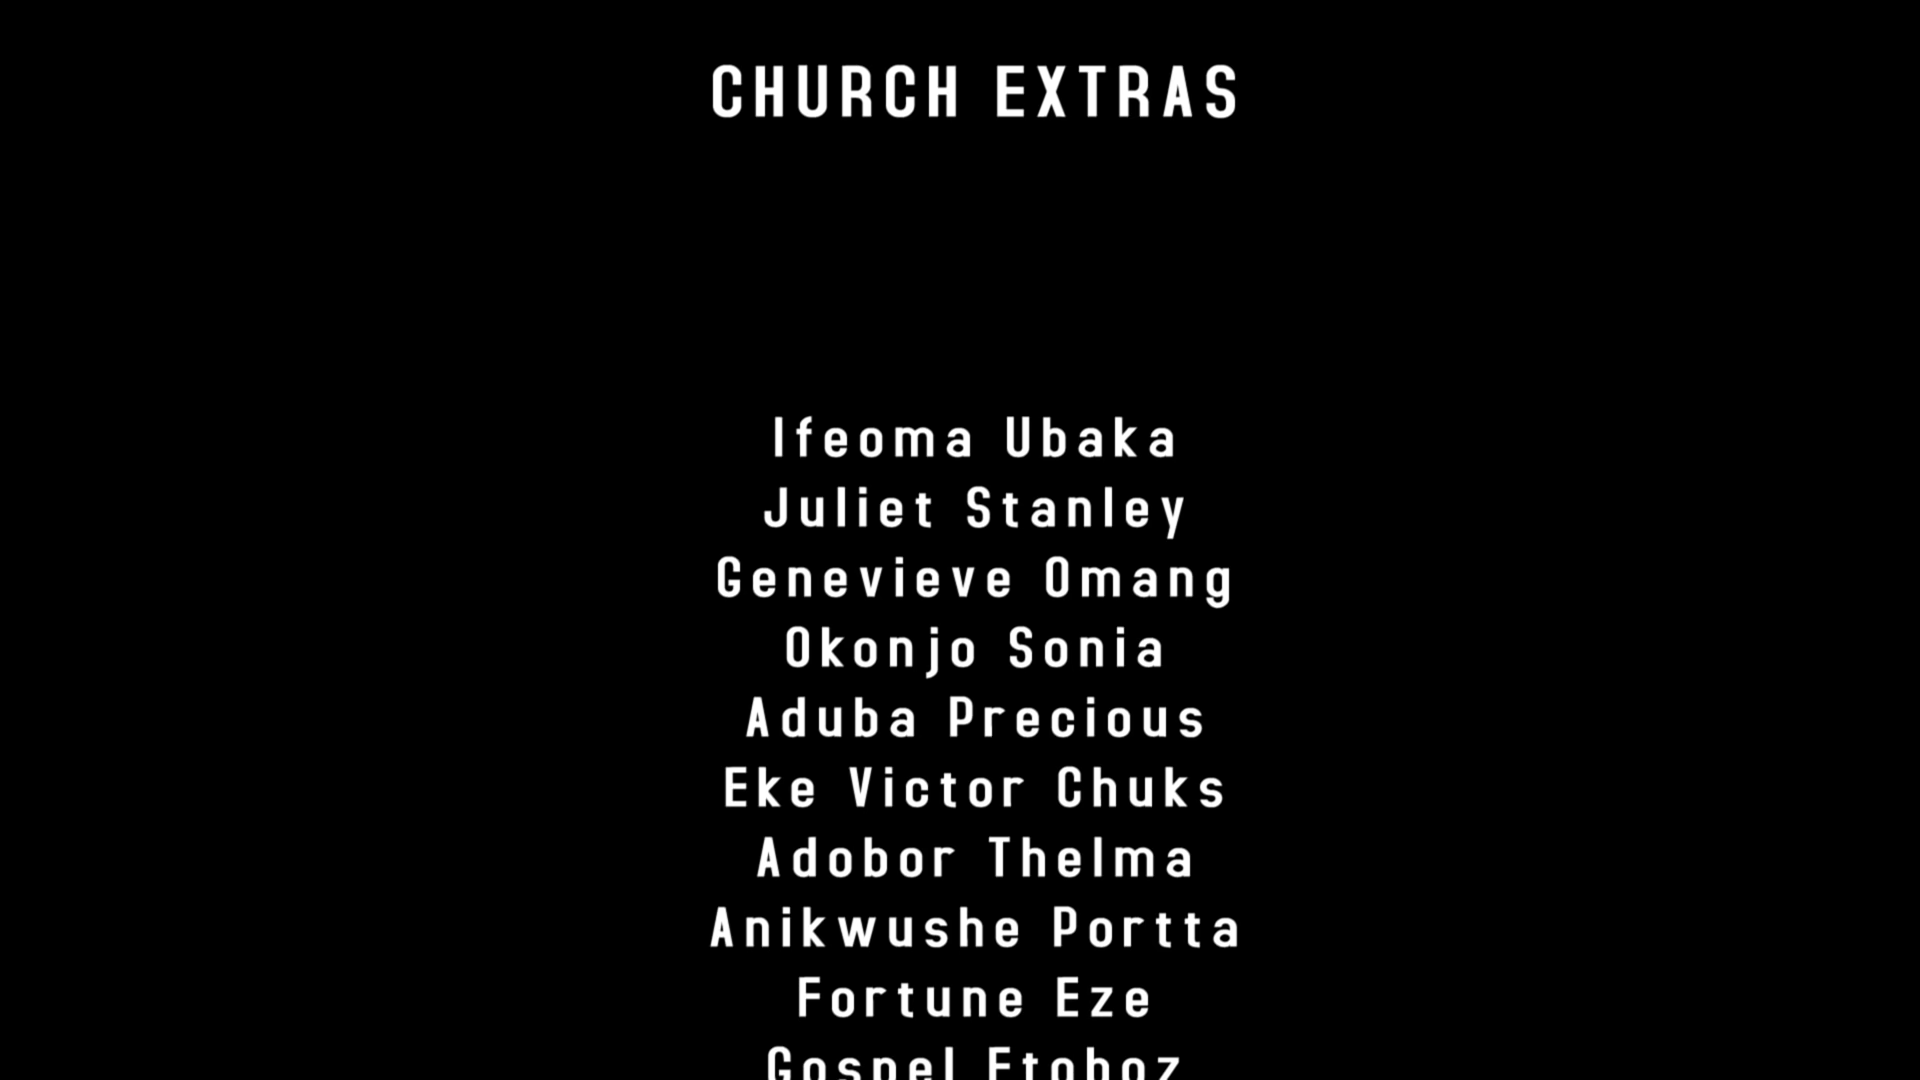 CHURCH EXTRAS
Ifeoma Ubaka
Juliet Stanley
Genevieve Omang
Okonjo Sonia
Aduba Precious
Eke Victor Chuks
Adobor Thelma
Anikwushe Portta
Fortune Eze
Gospel